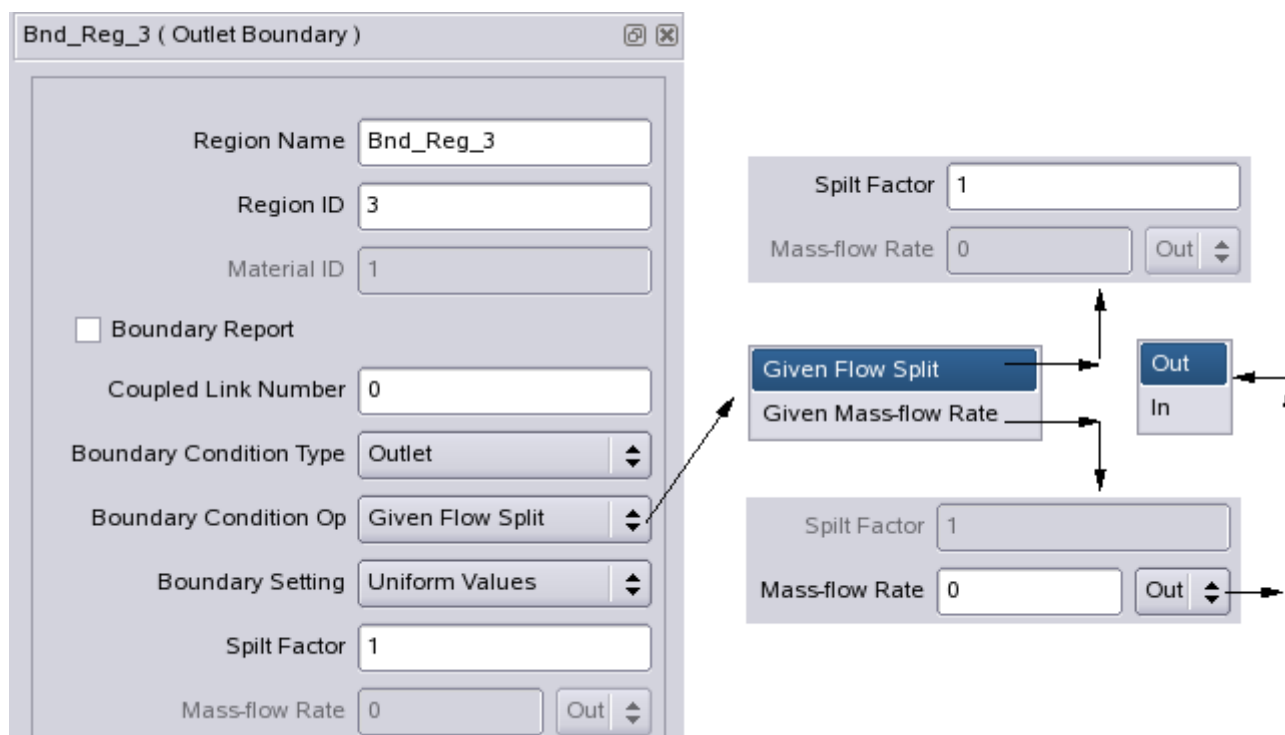 Bnd_Reg_3 ( Outlet Boundary )
Region Name Bnd_Reg_3
Region ID 3
Material ID 1
Boundary Report
Coupled Link Number 0
Boundary Condition Type Outlet
Boundary Condition Op Given Flow Split
Boundary Setting Uniform Values
Spilt Factor 1
Mass-flow Rate 0 Out
Spilt Factor 1
Mass-flow Rate 0 Out
Given Flow Split
Given Mass-flow Rate
Out
In
Spilt Factor 1
Mass-flow Rate 0 Out